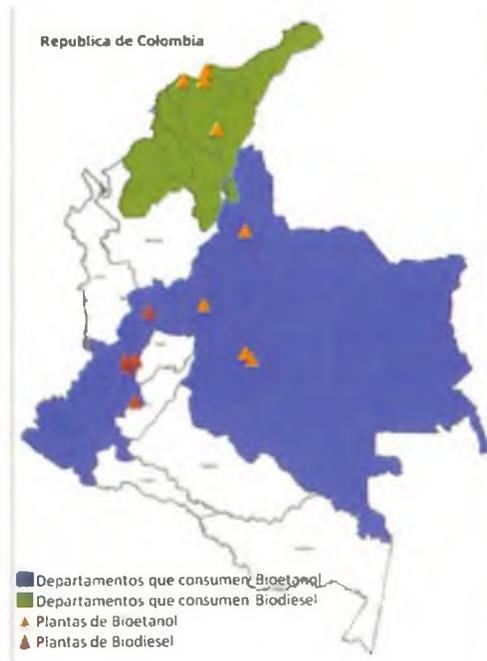 Republica de Colombia
Departamentos que consumen Bioetanol
Departamentos que consumen Biodiesel
Plantas de Bioetanol
Plantas de Biodiesel